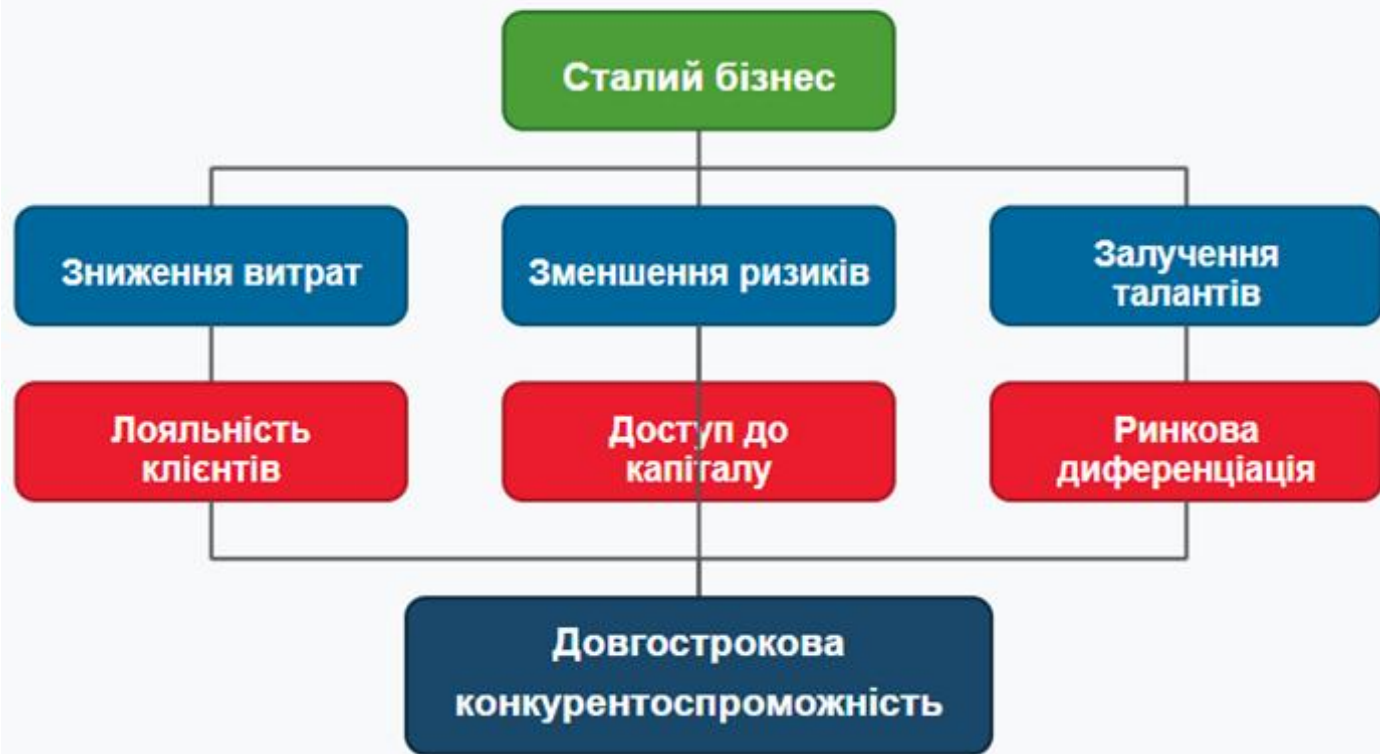 Сталий бізнес
Зниження витрат
Зменшення ризиків
Залучення
талантів
Лояльність
клієнтів
Доступ до
капіталу
Ринкова
диференціація
Довгострокова
конкурентоспроможність